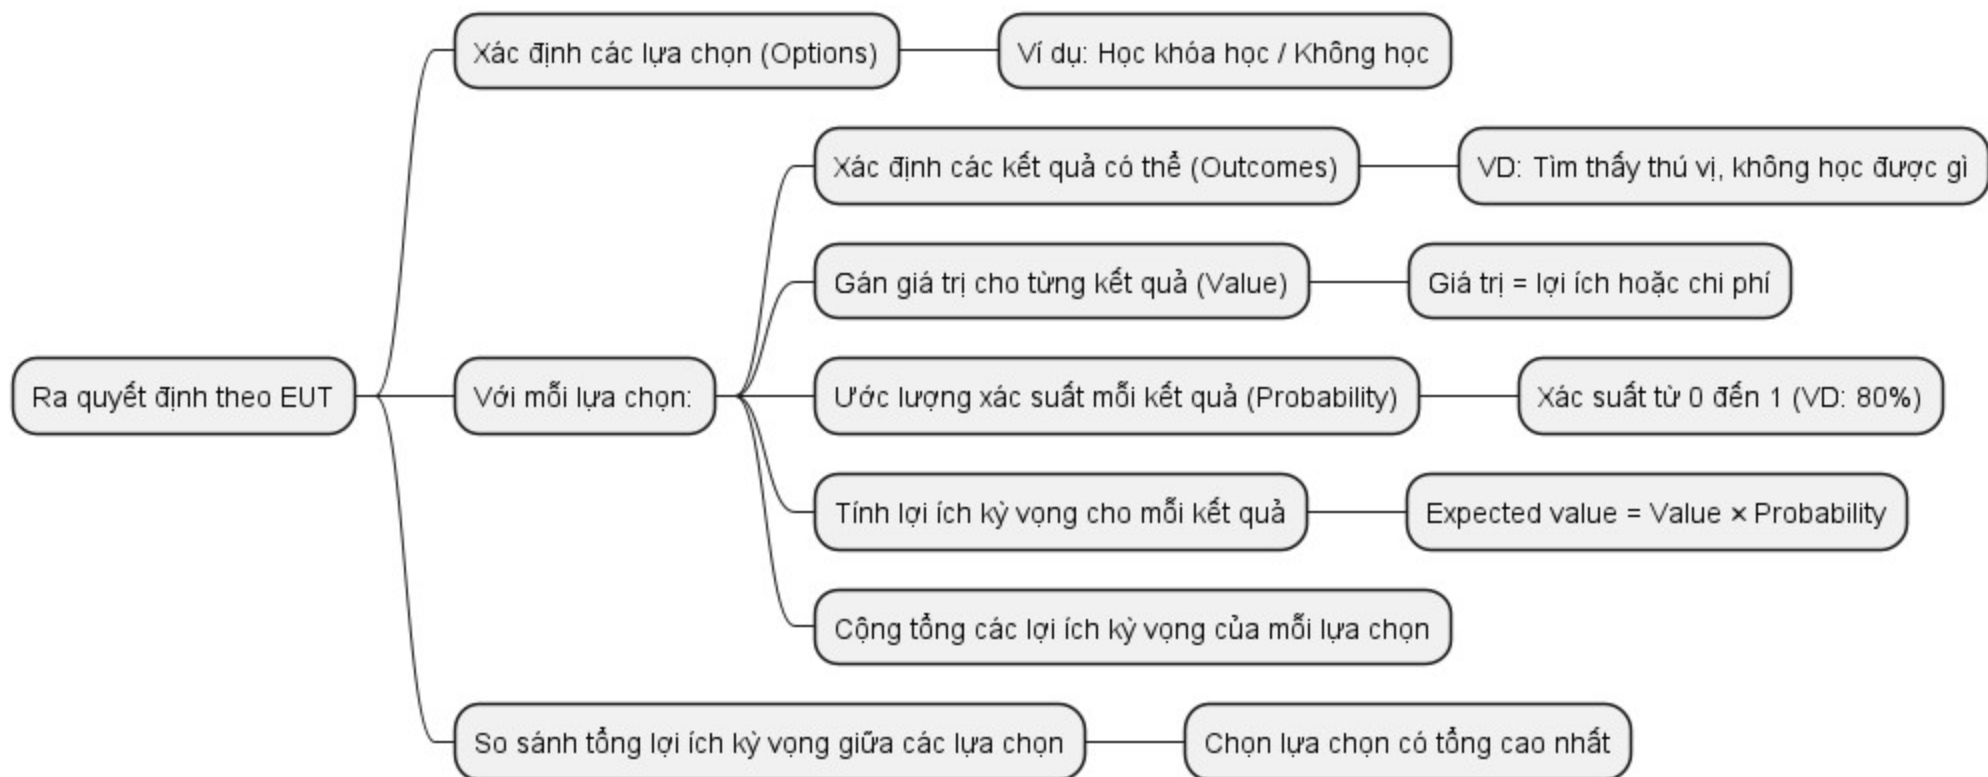 Ra quyết định theo EUT
Xác định các lựa chọn (Options)
Ví dụ: Học khóa học / Không học
Với mỗi lựa chọn:
Xác định các kết quả có thể (Outcomes)
VD: Tìm thấy thú vị, không học được gì
Gán giá trị cho từng kết quả (Value)
Giá trị = lợi ích hoặc chi phí
Ước lượng xác suất mỗi kết quả (Probability)
Xác suất từ 0 đến 1 (VD: 80%)
Tính lợi ích kỳ vọng cho mỗi kết quả
Expected value = Value × Probability
Cộng tổng các lợi ích kỳ vọng của mỗi lựa chọn
So sánh tổng lợi ích kỳ vọng giữa các lựa chọn
Chọn lựa chọn có tổng cao nhất